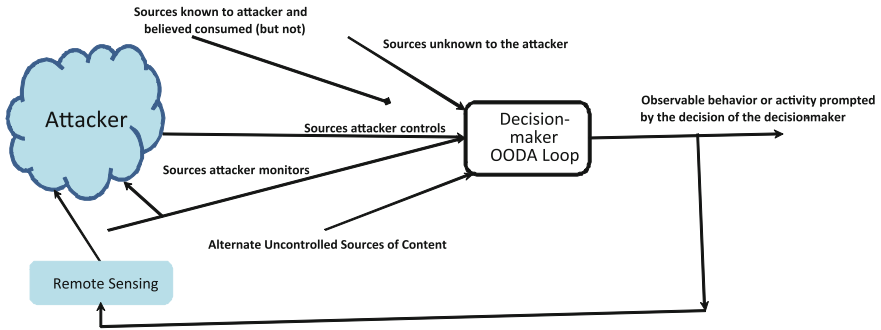 Sources known to attacker and
believed consumed (but not)
Sources unknown to the attacker
Attacker
Decision-
maker
OODA Loop
Observable behavior or activity prompted
by the decision of the decisionmaker
Sources attacker controls
Sources attacker monitors
Alternate Uncontrolled Sources of Content
Remote Sensing